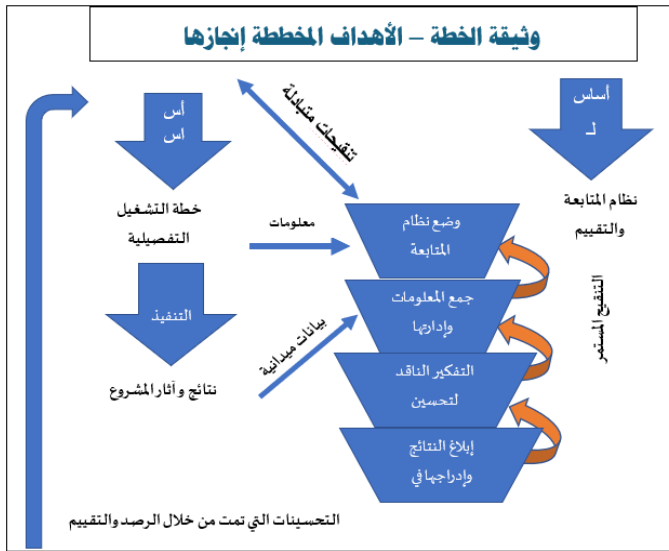 وثيقة الخطة – الأهداف المخططة إنجازها
أساس
لـ
نظام المتابعة
والتقييم
تنقيحات متبادلة
أس
اس
خطة التشغيل
التفصيلية
معلومات
وضع نظام
المتابعة
التنفيذ
بيانات ميدانية
جمع المعلومات
وإدارتها
التنقيح المستمر
نتائج وآثار المشروع
التفكير الناقد
لتحسين
إبلاغ النتائج
وإدراجها في
التحسينات التي تمت من خلال الرصد والتقييم